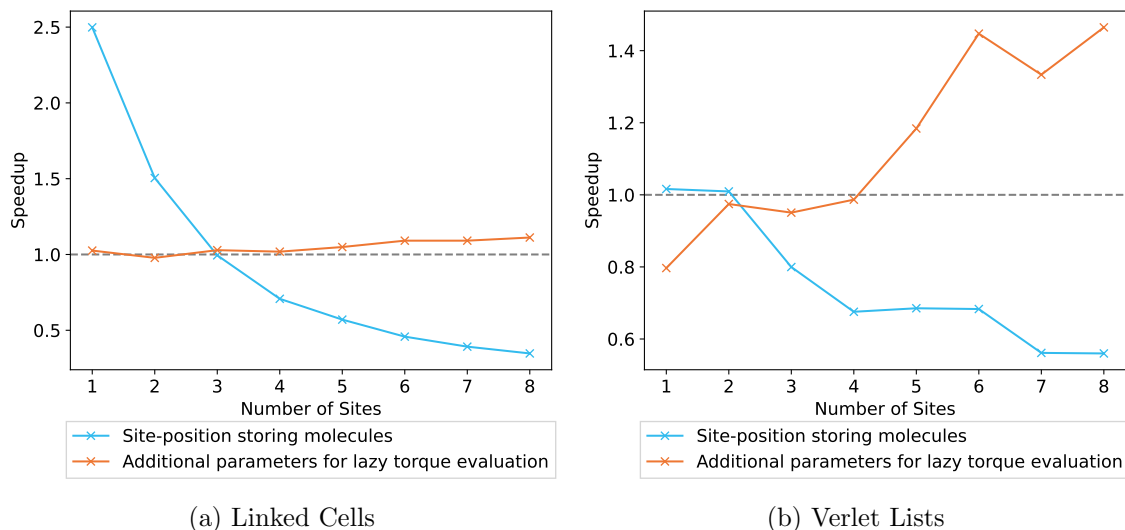 2.5
2.0
1.5
1.0
0.5
Speedup
1 2 3 4 5 6 7 8
Number of Sites
Site-position storing molecules
Additional parameters for lazy torque evaluation
(a) Linked Cells
1.4
1.2
1.0
0.8
0.6
Speedup
1 2 3 4 5 6 7 8
Number of Sites
Site-position storing molecules
Additional parameters for lazy torque evaluation
(b) Verlet Lists